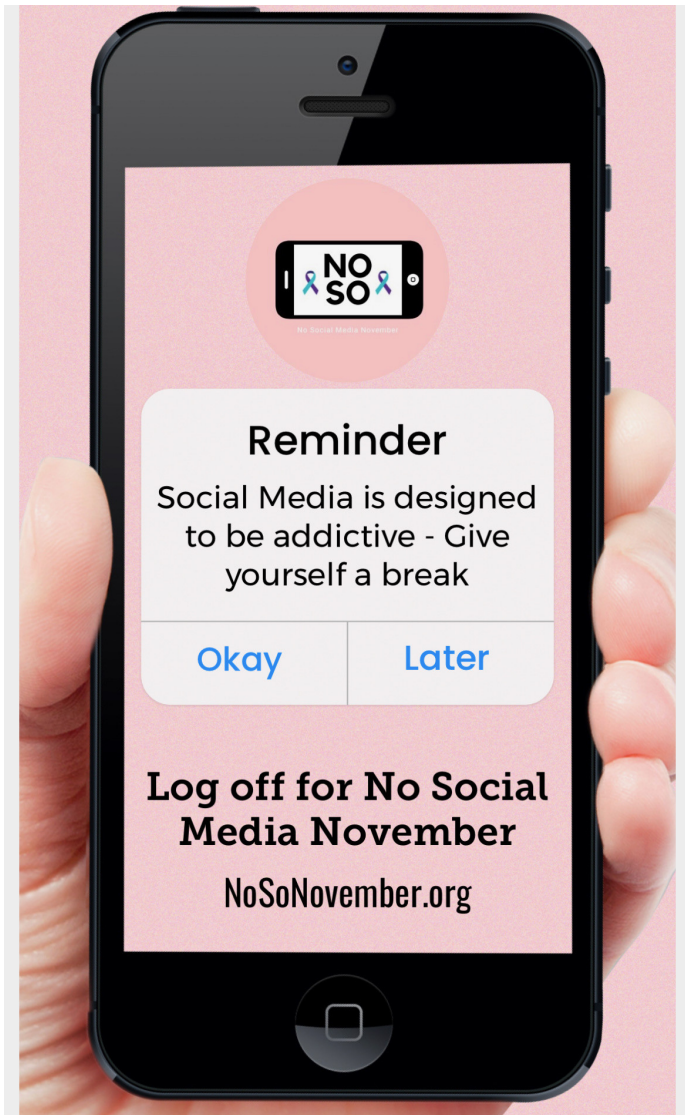 NO
SO
No Social Media November
Reminder
Social Media is designed
to be addictive - Give
yourself a break
Okay
Later
Log off for No Social
Media November
NoSoNovember.org